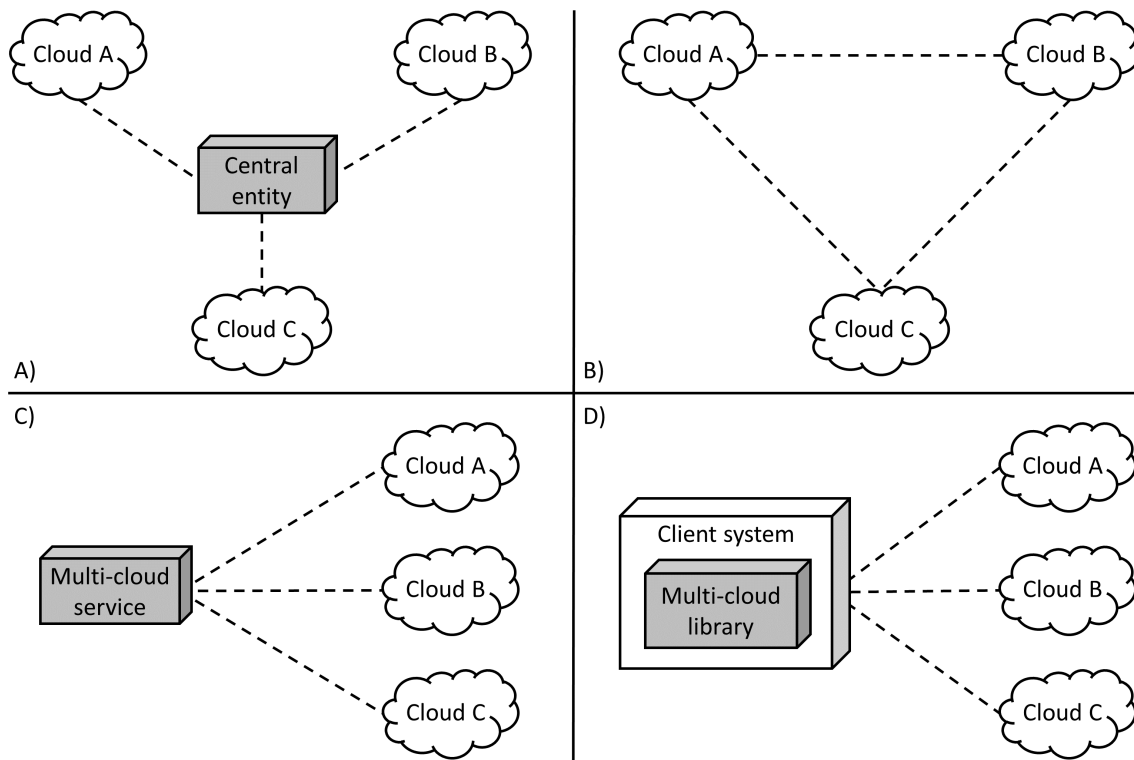 Cloud A
Cloud B
Central
entity
Cloud C
A)
Cloud A
Cloud B
Cloud C
B)
C)
Cloud A
Multi-cloud
service
Cloud B
Cloud C
D)
Cloud A
Client system
Multi-cloud
library
Cloud B
Cloud C